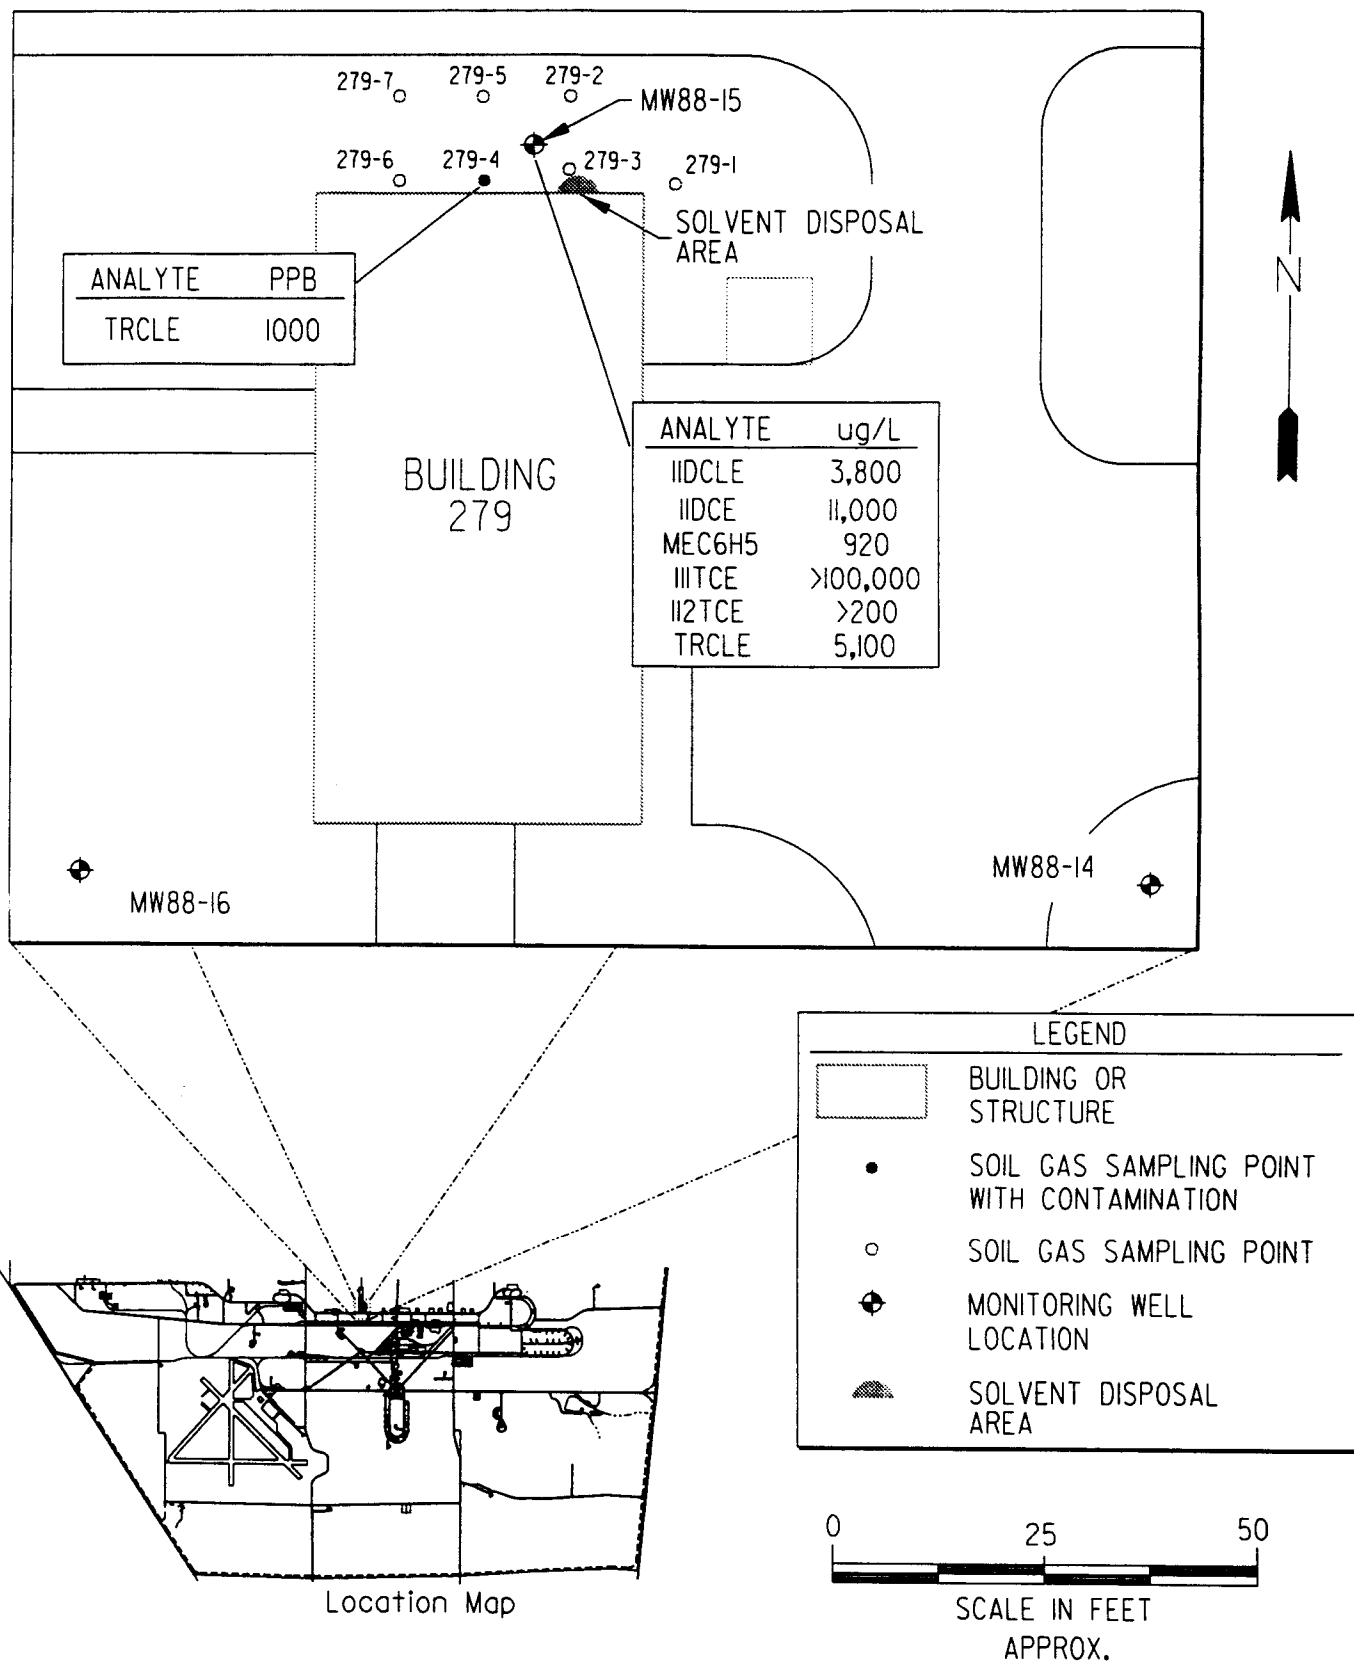 279-7
279-5
279-2
MW88-15
279-6
279-4
279-3
279-1
SOLVENT DISPOSAL
AREA
ANALYTE PPB
TRCLE 1000
N
BUILDING
279
ANALYTE ug/L
11DCLE 3,800
11DCE 11,000
MEC6H5 920
111TCE >100,000
112TCE >200
TRCLE 5,100
MW88-16
MW88-14
LEGEND
BUILDING OR
STRUCTURE
SOIL GAS SAMPLING POINT
WITH CONTAMINATION
SOIL GAS SAMPLING POINT
MONITORING WELL
LOCATION
SOLVENT DISPOSAL
AREA
Location Map
0 25 50
SCALE IN FEET
APPROX.